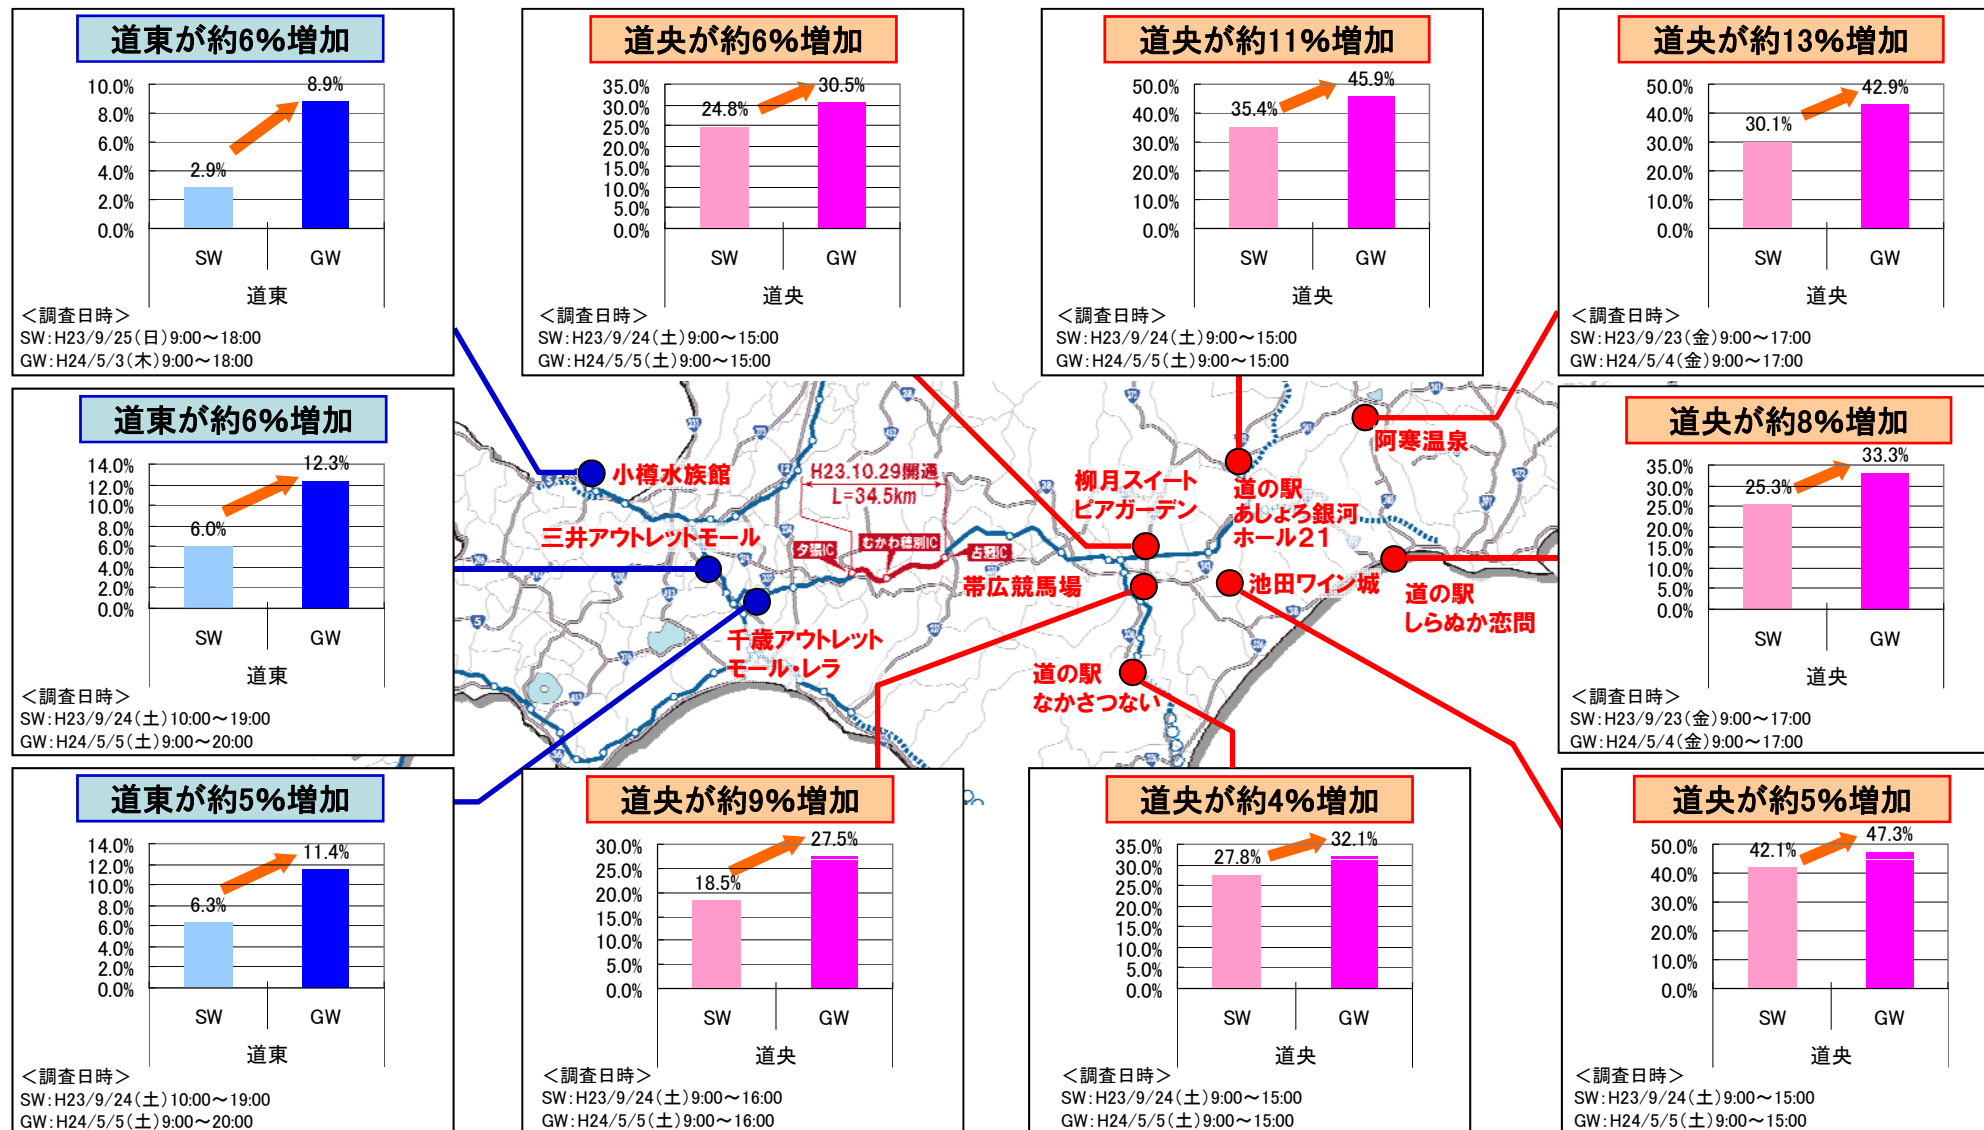 道東が約6%増加
10.0%
8.0%
6.0%
4.0%
2.0%
0.0%
2.9%
8.9%
SW
GW
道東
<調査日時>
SW:H23/9/25(日)9:00~18:00
GW:H24/5/3(木)9:00~18:00
道央が約6%増加
35.0%
30.0%
25.0%
20.0%
15.0%
10.0%
5.0%
0.0%
24.8%
30.5%
SW
GW
道央
<調査日時>
SW:H23/9/24(土)9:00~15:00
GW:H24/5/5(土)9:00~15:00
道央が約11%増加
50.0%
40.0%
30.0%
20.0%
10.0%
0.0%
35.4%
45.9%
SW
GW
道央
<調査日時>
SW:H23/9/24(土)9:00~15:00
GW:H24/5/5(土)9:00~15:00
道央が約13%増加
50.0%
40.0%
30.0%
20.0%
10.0%
0.0%
30.1%
42.9%
SW
GW
道央
<調査日時>
SW:H23/9/23(金)9:00~17:00
GW:H24/5/4(金)9:00~17:00
道東が約6%増加
14.0%
12.0%
10.0%
8.0%
6.0%
4.0%
2.0%
0.0%
6.0%
12.3%
SW
GW
道東
<調査日時>
SW:H23/9/24(土)10:00~19:00
GW:H24/5/5(土)9:00~20:00
小樽水族館
三井アウトレットモール
千歳アウトレット
モール・レラ
H23.10.29開通
L=34.5km
夕張IC
むかわ穂別IC
占冠IC
柳月スイート
ピアガーデン
帯広競馬場
道の駅
なかさつない
道の駅
あしょろ銀河
ホール21
池田ワイン城
阿寒温泉
道の駅
しらぬか恋問
道央が約8%増加
35.0%
30.0%
25.0%
20.0%
15.0%
10.0%
5.0%
0.0%
25.3%
33.3%
SW
GW
道央
<調査日時>
SW:H23/9/23(金)9:00~17:00
GW:H24/5/4(金)9:00~17:00
道東が約5%増加
14.0%
12.0%
10.0%
8.0%
6.0%
4.0%
2.0%
0.0%
6.3%
11.4%
SW
GW
道東
<調査日時>
SW:H23/9/24(土)10:00~19:00
GW:H24/5/5(土)9:00~20:00
道央が約9%増加
30.0%
25.0%
20.0%
15.0%
10.0%
5.0%
0.0%
18.5%
27.5%
SW
GW
道央
<調査日時>
SW:H23/9/24(土)9:00~16:00
GW:H24/5/5(土)9:00~16:00
道央が約4%増加
35.0%
30.0%
25.0%
20.0%
15.0%
10.0%
5.0%
0.0%
27.8%
32.1%
SW
GW
道央
<調査日時>
SW:H23/9/24(土)9:00~15:00
GW:H24/5/5(土)9:00~15:00
道央が約5%増加
50.0%
40.0%
30.0%
20.0%
10.0%
0.0%
42.1%
47.3%
SW
GW
道央
<調査日時>
SW:H23/9/24(土)9:00~15:00
GW:H24/5/5(土)9:00~15:00